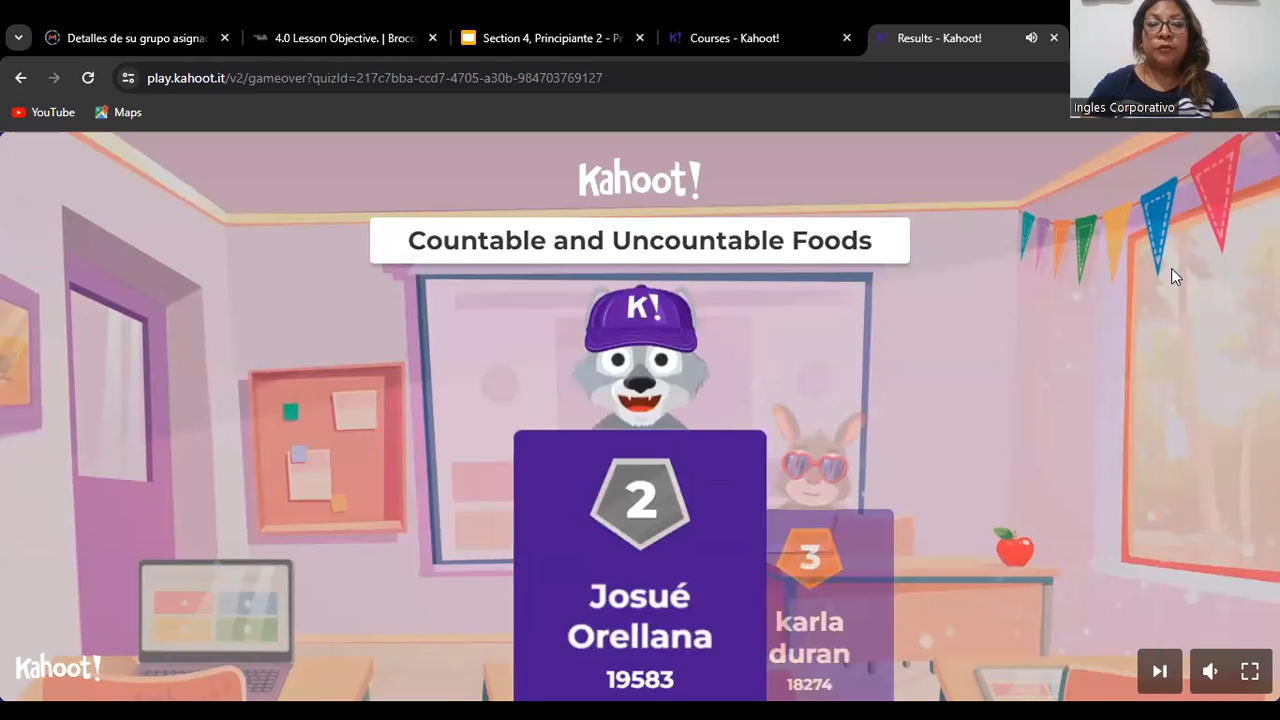 Detalles de su grupo asigna
4.0 Lesson Objective. | Broco
Section 4, Principiante 2 - Pr
Courses - Kahoot!
Results - Kahoot!
play.kahoot.it/v2/gameover?quizId=217c7bba-ccd7-4705-a30b-984703769127
YouTube
Maps
Ingles Corporativo
Kahoot!
Countable and Uncountable Foods
K!
2
Josué
Orellana
19583
3
karla
duran
18274
Kahoot!